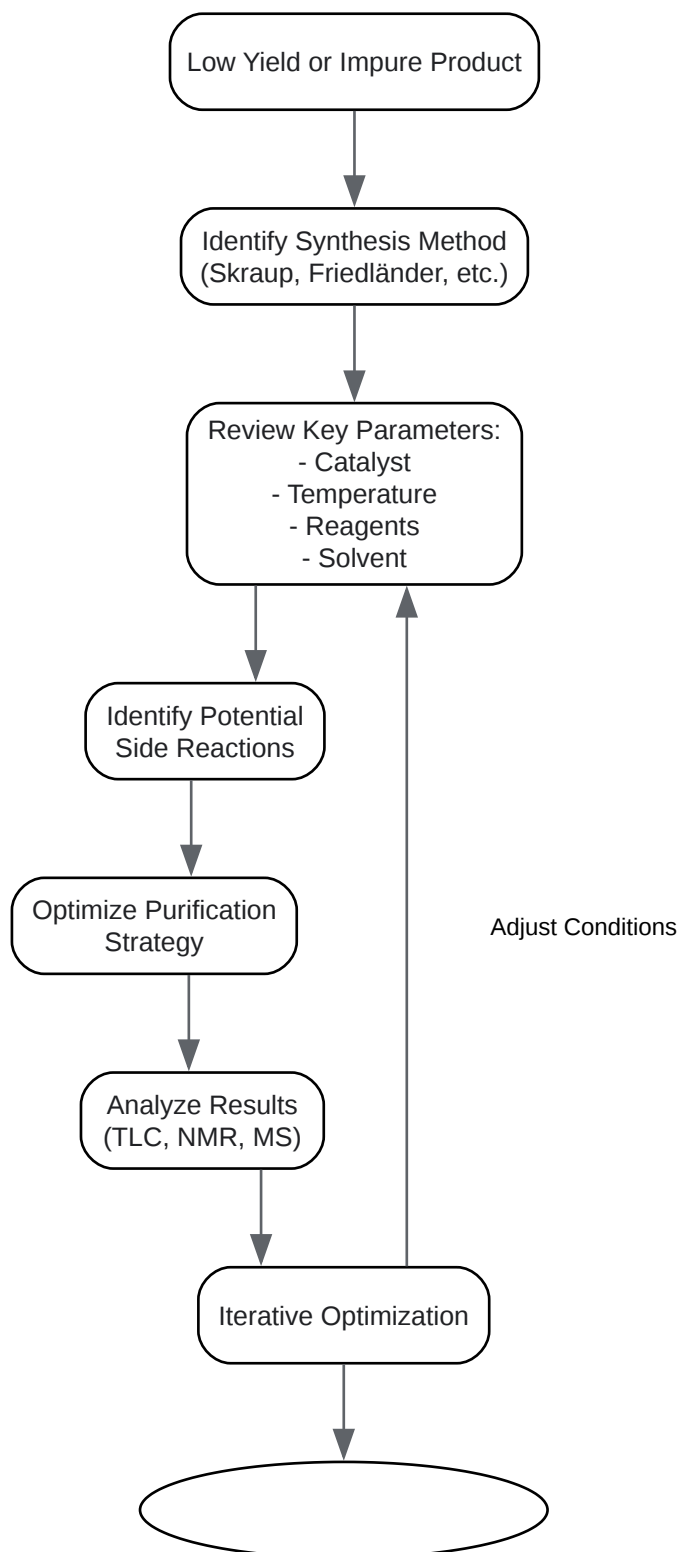 Low Yield or Impure Product
Identify Synthesis Method
(Skraup, Friedländer, etc.)
Review Key Parameters:
- Catalyst
- Temperature
- Reagents
- Solvent
Identify Potential
Side Reactions
Optimize Purification
Strategy
Adjust Conditions
Analyze Results
(TLC, NMR, MS)
Iterative Optimization